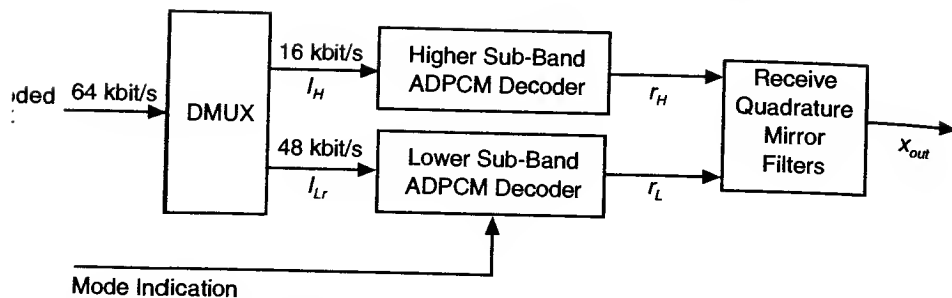 64 kbit/s
DMUX
16 kbit/s
I_H
Higher Sub-Band
ADPCM Decoder
r_H
48 kbit/s
I_Lr
Lower Sub-Band
ADPCM Decoder
r_L
Receive
Quadrature
Mirror
Filters
x_out
Mode Indication